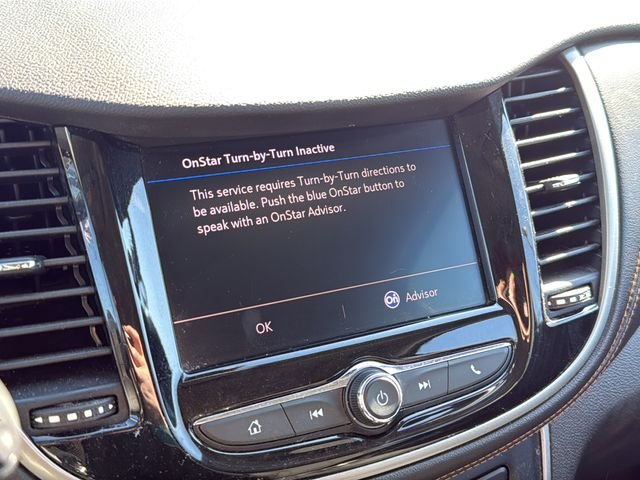 OnStar Turn-by-Turn Inactive
This service requires Turn-by-Turn directions to
be available. Push the blue OnStar button to
speak with an OnStar Advisor.
OK
On Advisor